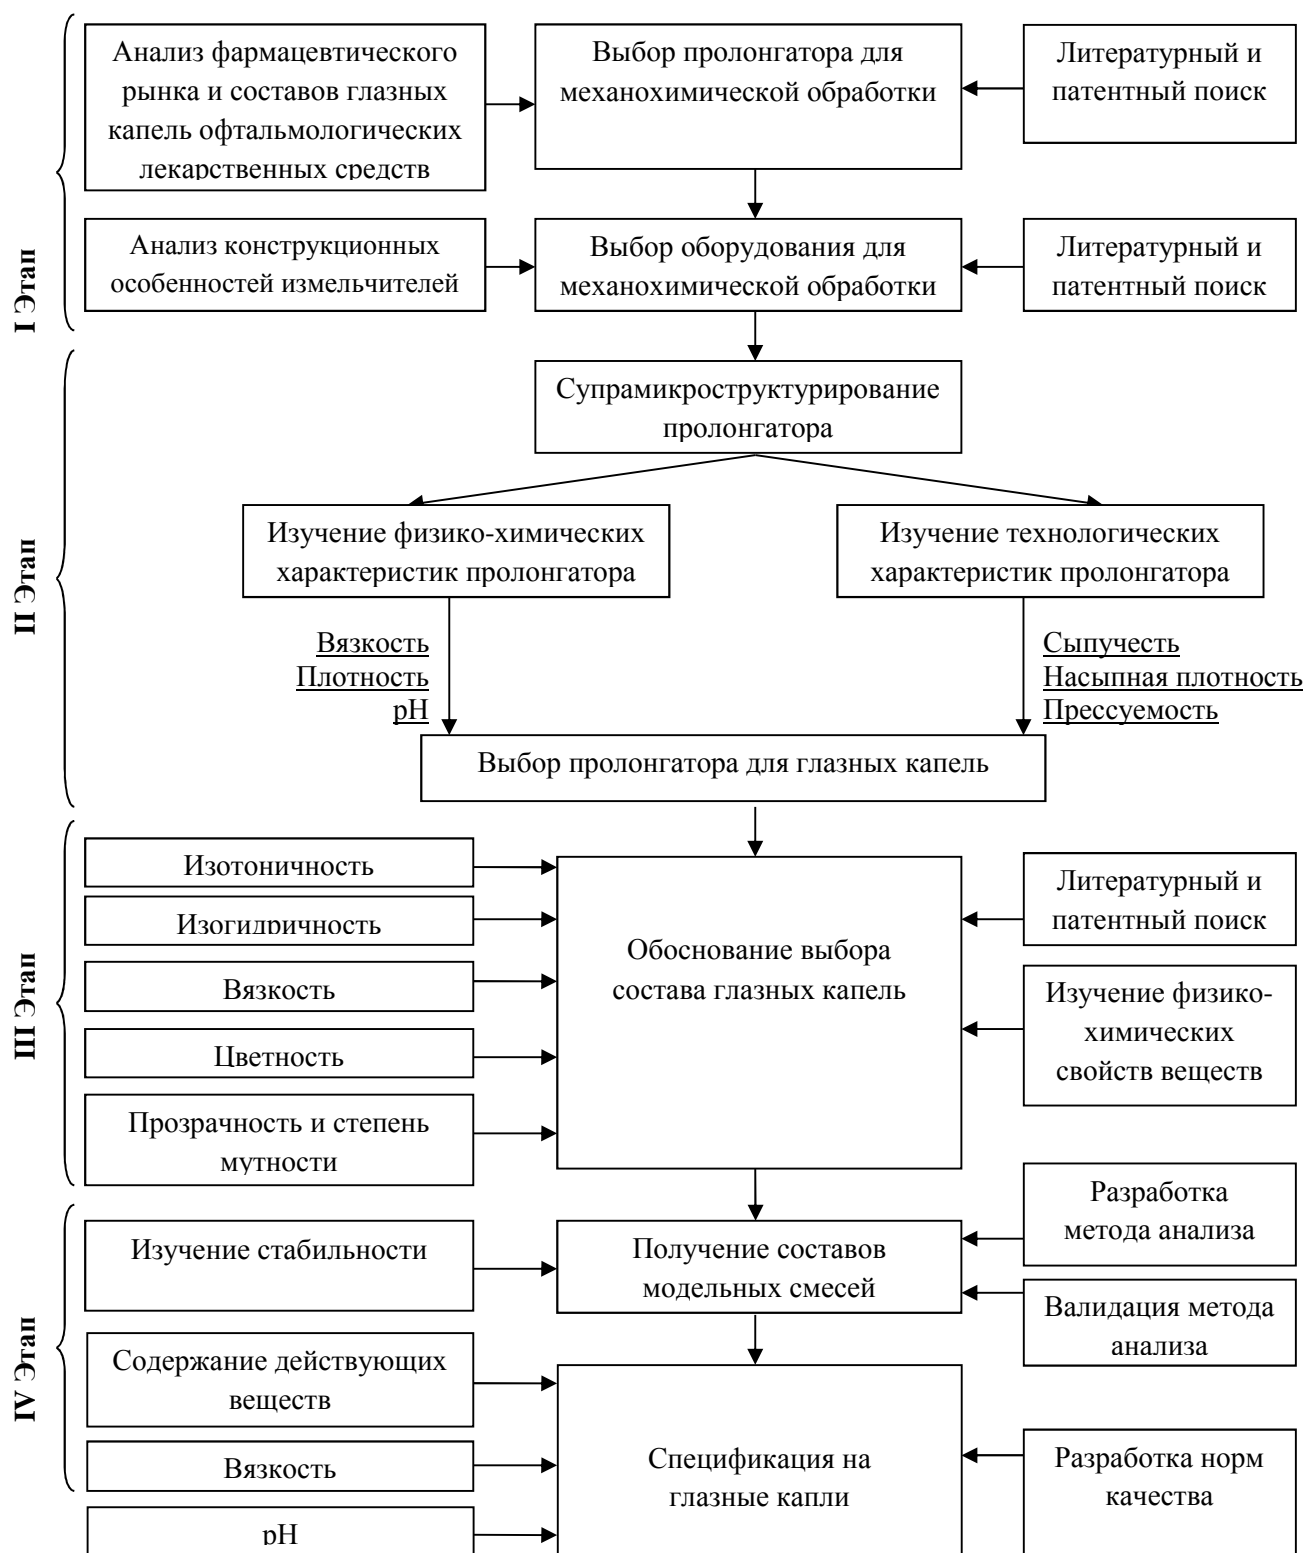 I Этап
Анализ фармацевтического
рынка и составов глазных
капель офтальмологических
лекарственных средств
Выбор пролонгатора для
механохимической обработки
Литературный и
патентный поиск
Анализ конструкционных
особенностей измельчителей
Выбор оборудования для
механохимической обработки
Литературный и
патентный поиск
II Этап
Супрамикроструктурирование
пролонгатора
Изучение физико-химических
характеристик пролонгатора
Изучение технологических
характеристик пролонгатора
Вязкость
Плотность
pH
Сыпучесть
Насыпная плотность
Прессуемость
Выбор пролонгатора для глазных капель
III Этап
Изотоничность
Изогидричность
Вязкость
Цветность
Прозрачность и степень
мутности
Обоснование выбора
состава глазных капель
Литературный и
патентный поиск
Изучение физико-
химических
свойств веществ
IV Этап
Изучение стабильности
Получение составов
модельных смесей
Разработка
метода анализа
Валидация метода
анализа
Содержание действующих
веществ
Вязкость
pH
Спецификация на
глазные капли
Разработка норм
качества